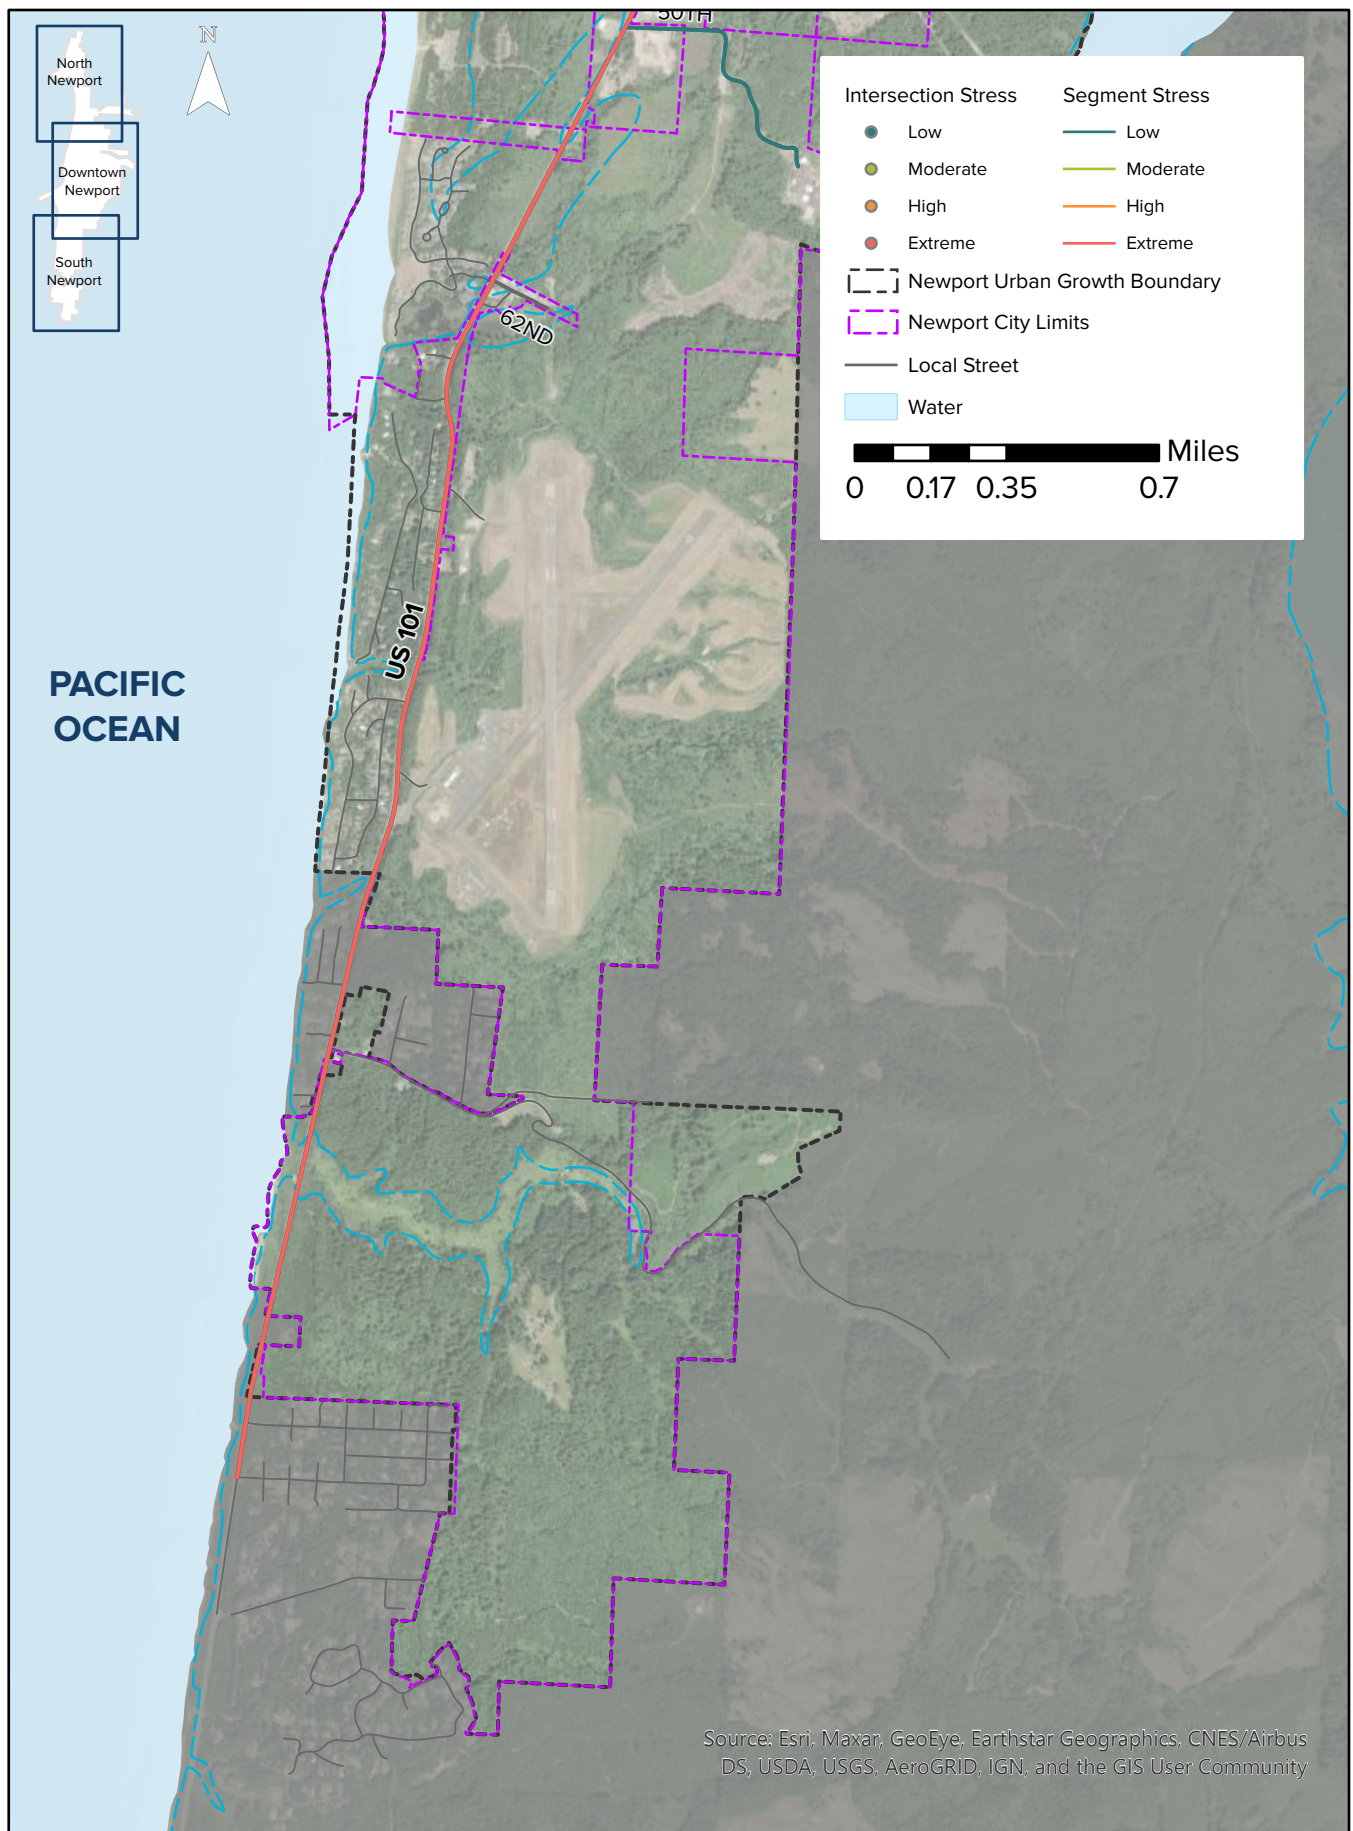 50TH
North
Newport
Downtown
Newport
South
Newport
N
Intersection Stress
Segment Stress
Low
Low
Moderate
Moderate
High
High
Extreme
Extreme
Newport Urban Growth Boundary
Newport City Limits
Local Street
Water
Miles
0 0.17 0.35 0.7
62ND
US 101
PACIFIC
OCEAN
Source: Esri, Maxar, GeoEye, Earthstar Geographics, CNES/Airbus
DS, USDA, USGS, AeroGRID, IGN, and the GIS User Community